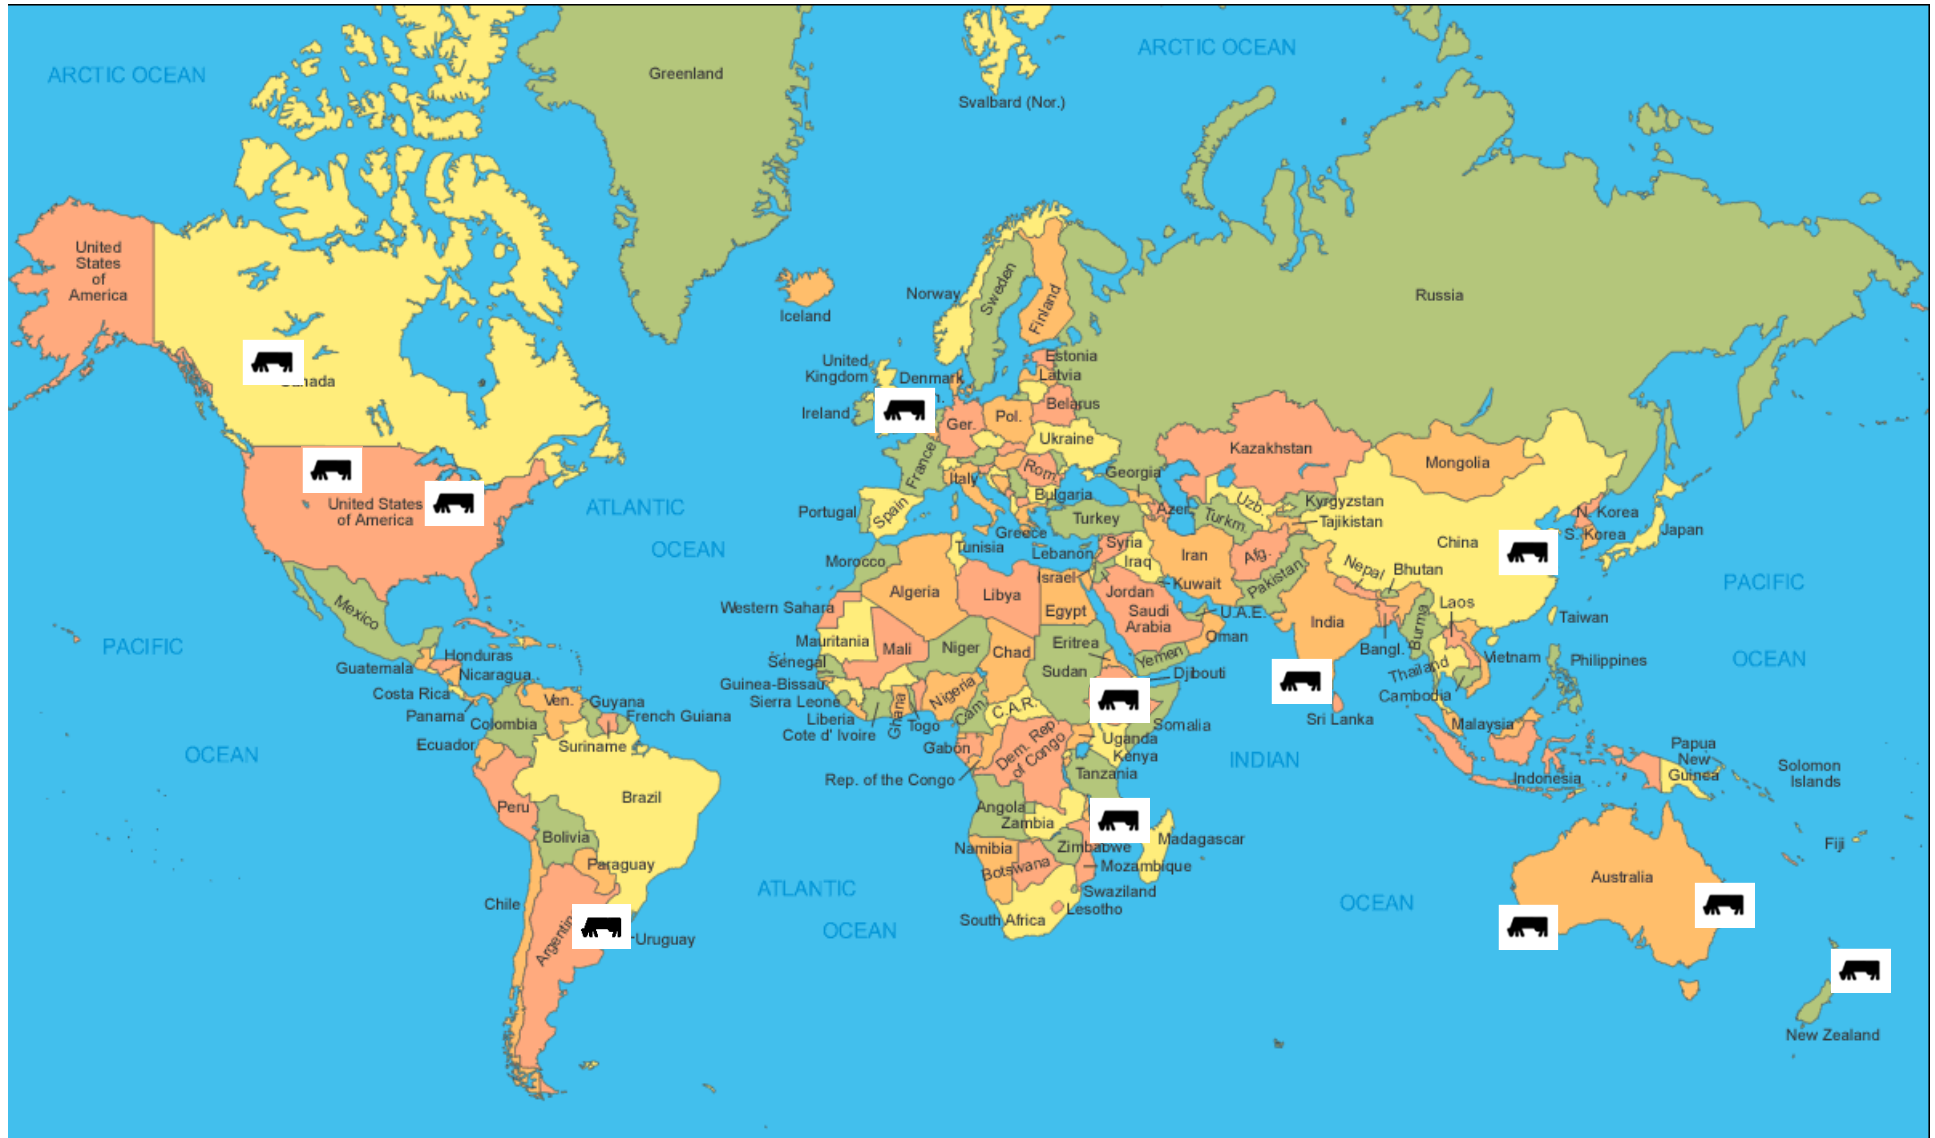 ARCTIC OCEAN
ARCTIC OCEAN
Greenland
Svalbard (Nor.)
United
States
of
America
Canada
Iceland
Norway
Sweden
Finland
Russia
Estonia
Latvia
Belarus
United
Kingdom
Denmark
Ireland
Ger.
Pol.
Ukraine
France
Rom.
Italy
Bulgaria
Georgia
Kazakhstan
Mongolia
Portugal
Spain
Greece
Turkey
Azer.
Uzb.
Turkm.
Kyrgyzstan
Tajikistan
China
N. Korea
S. Korea
Japan
United States
of America
ATLANTIC
OCEAN
Morocco
Tunisia
Lebanon
Syria
Iraq
Iran
Afg.
Pakistan
Nepal
Bhutan
Israel
Kuwait
Jordan
Algeria
Libya
Egypt
Saudi
Arabia
U.A.E.
Oman
Yemen
India
Bangl.
Burma
Laos
Taiwan
PACIFIC
OCEAN
Western Sahara
Mauritania
Mali
Niger
Chad
Sudan
Eritrea
Djibouti
Thailand
Vietnam
Cambodia
Philippines
Mexico
PACIFIC
OCEAN
Guatemala
Honduras
Nicaragua
Costa Rica
Panama
Ven.
Guyana
French Guiana
Suriname
Colombia
Ecuador
Senegal
Guinea-Bissau
Sierra Leone
Liberia
Cote d' Ivoire
Ghana
Togo
Nigeria
Cam.
C.A.R.
Gabon
Rep. of the Congo
Dem. Rep.
of Congo
Uganda
Kenya
Somalia
Tanzania
Sri Lanka
INDIAN
OCEAN
Malaysia
Indonesia
Papua
New
Guinea
Solomon
Islands
Brazil
Peru
Bolivia
Paraguay
Chile
Uruguay
ATLANTIC
OCEAN
Angola
Zambia
Namibia
Botswana
Zimbabwe
Mozambique
Madagascar
Swaziland
Lesotho
South Africa
Australia
Fiji
New Zealand